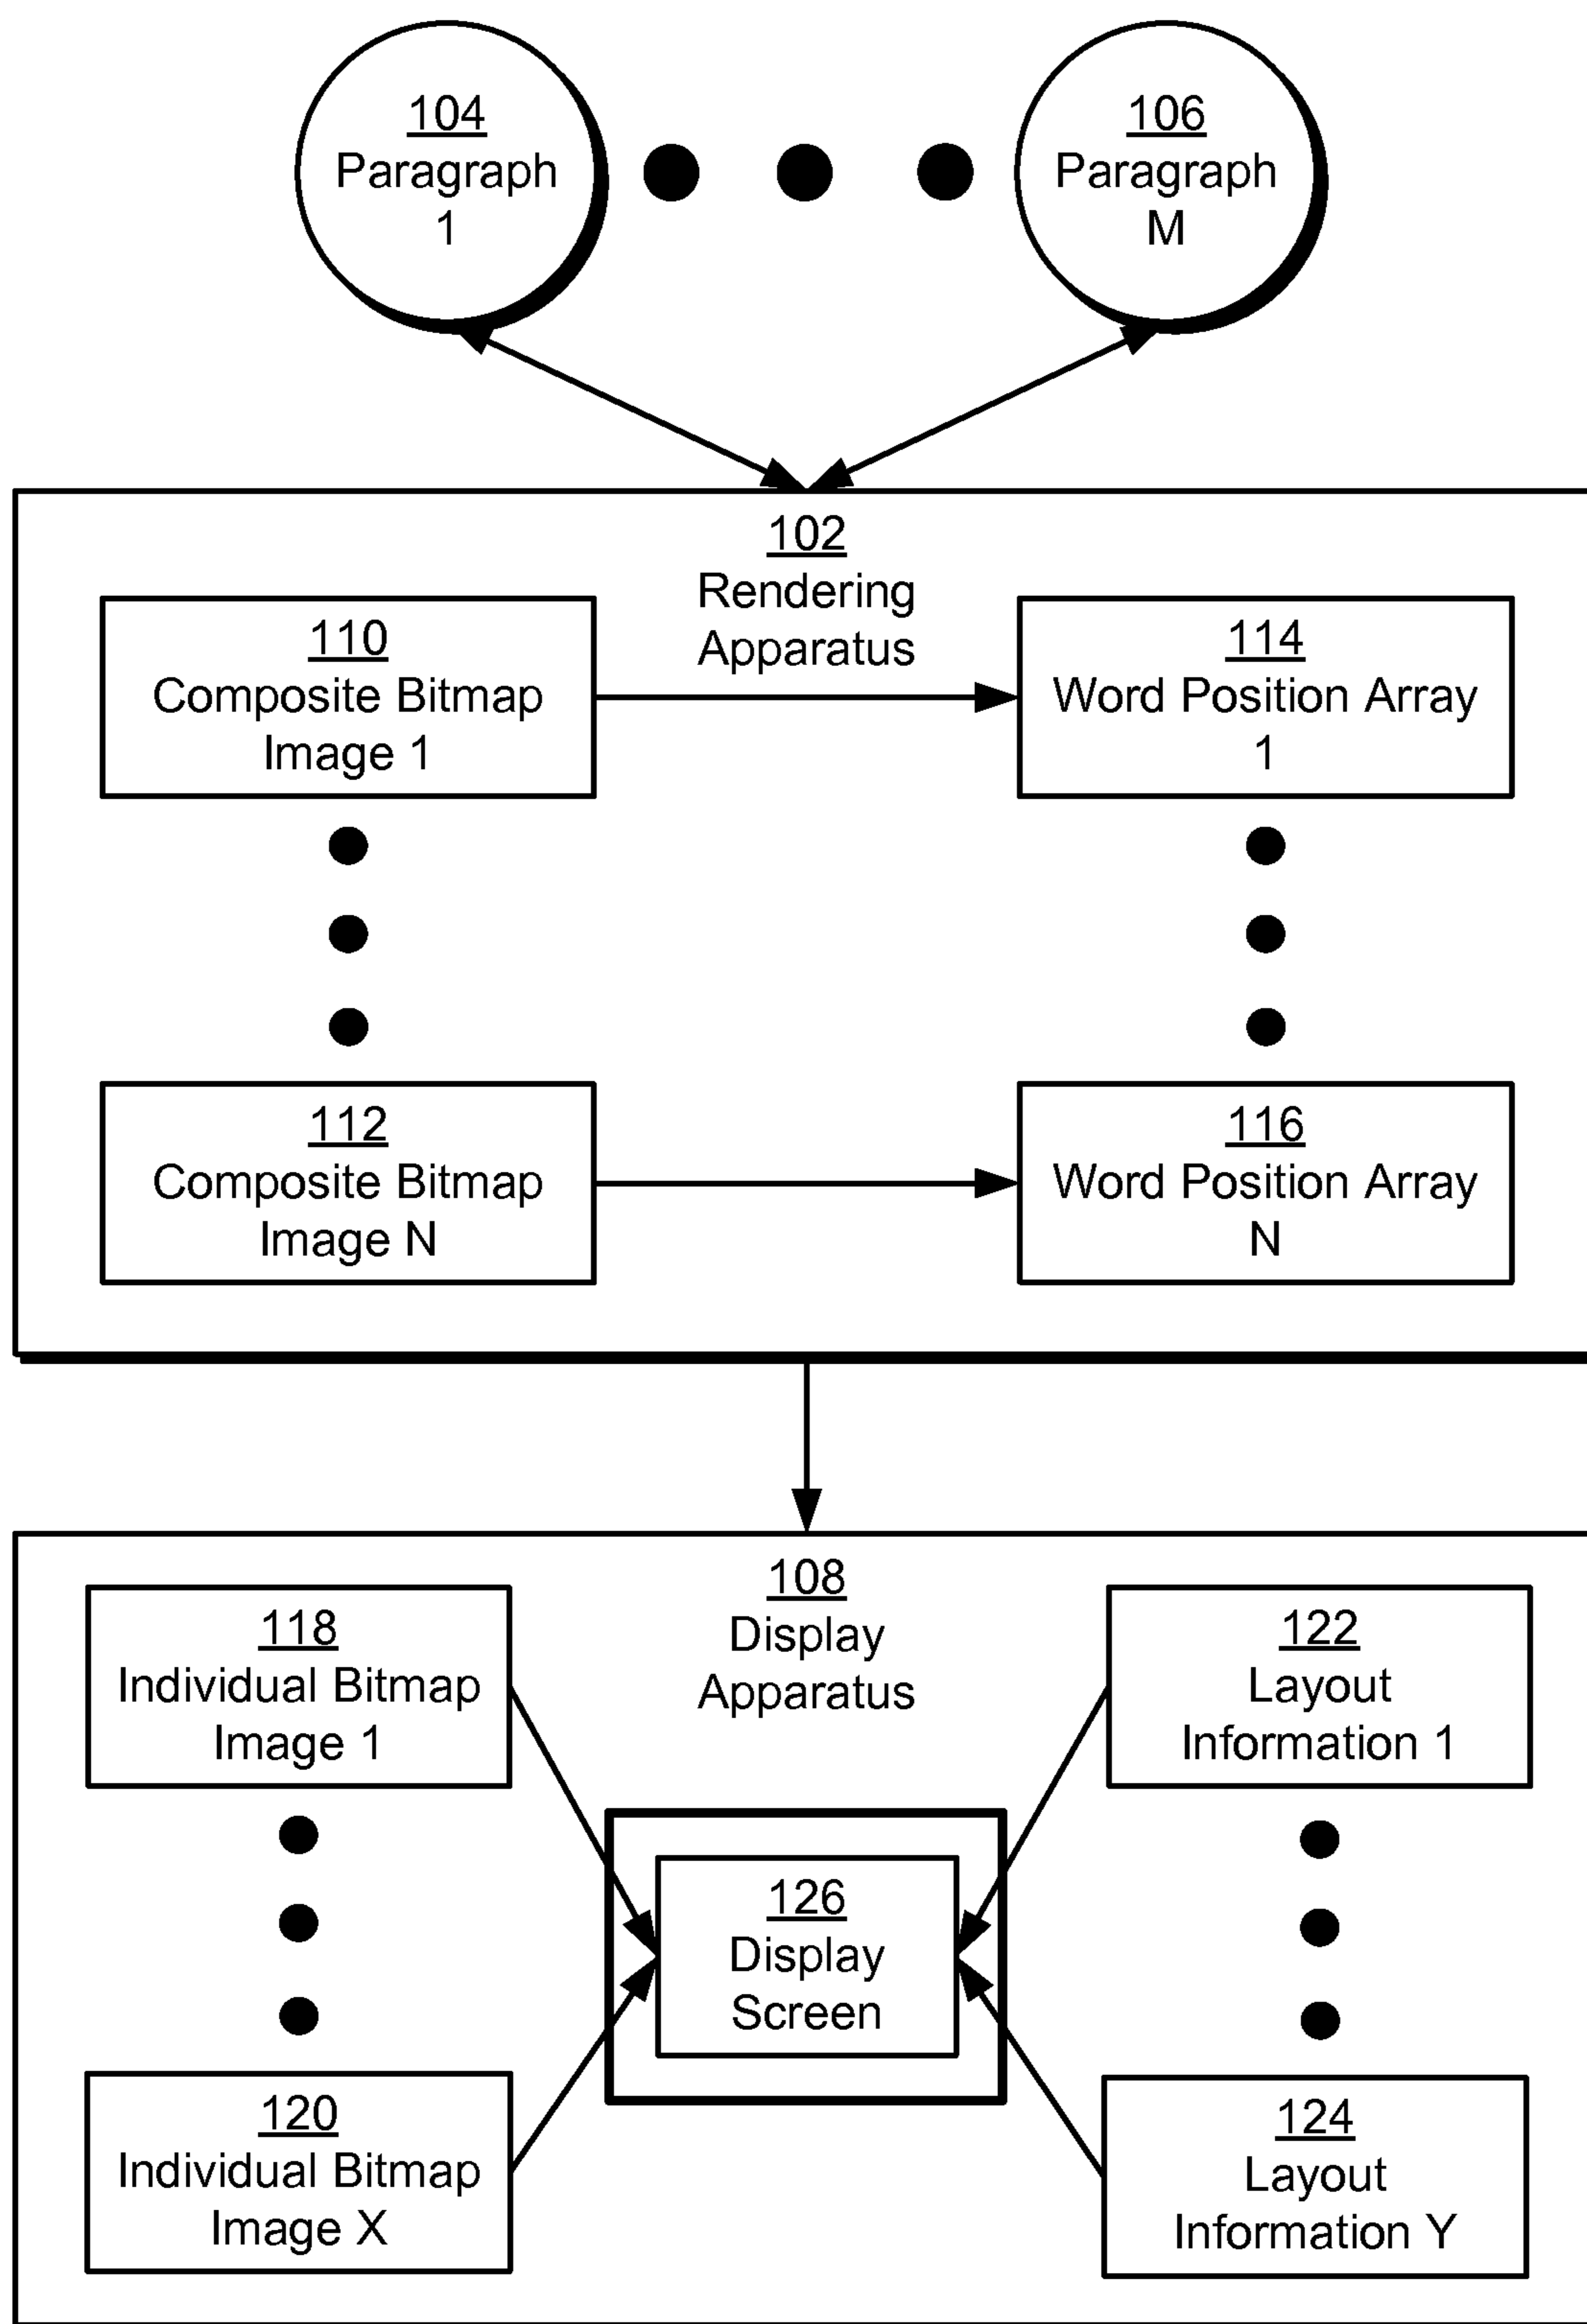 104
Paragraph
1
106
Paragraph
M
102
Rendering
Apparatus
110
Composite Bitmap
Image 1
114
Word Position Array
1
112
Composite Bitmap
Image N
116
Word Position Array
N
108
Display
Apparatus
118
Individual Bitmap
Image 1
122
Layout
Information 1
126
Display
Screen
120
Individual Bitmap
Image X
124
Layout
Information Y